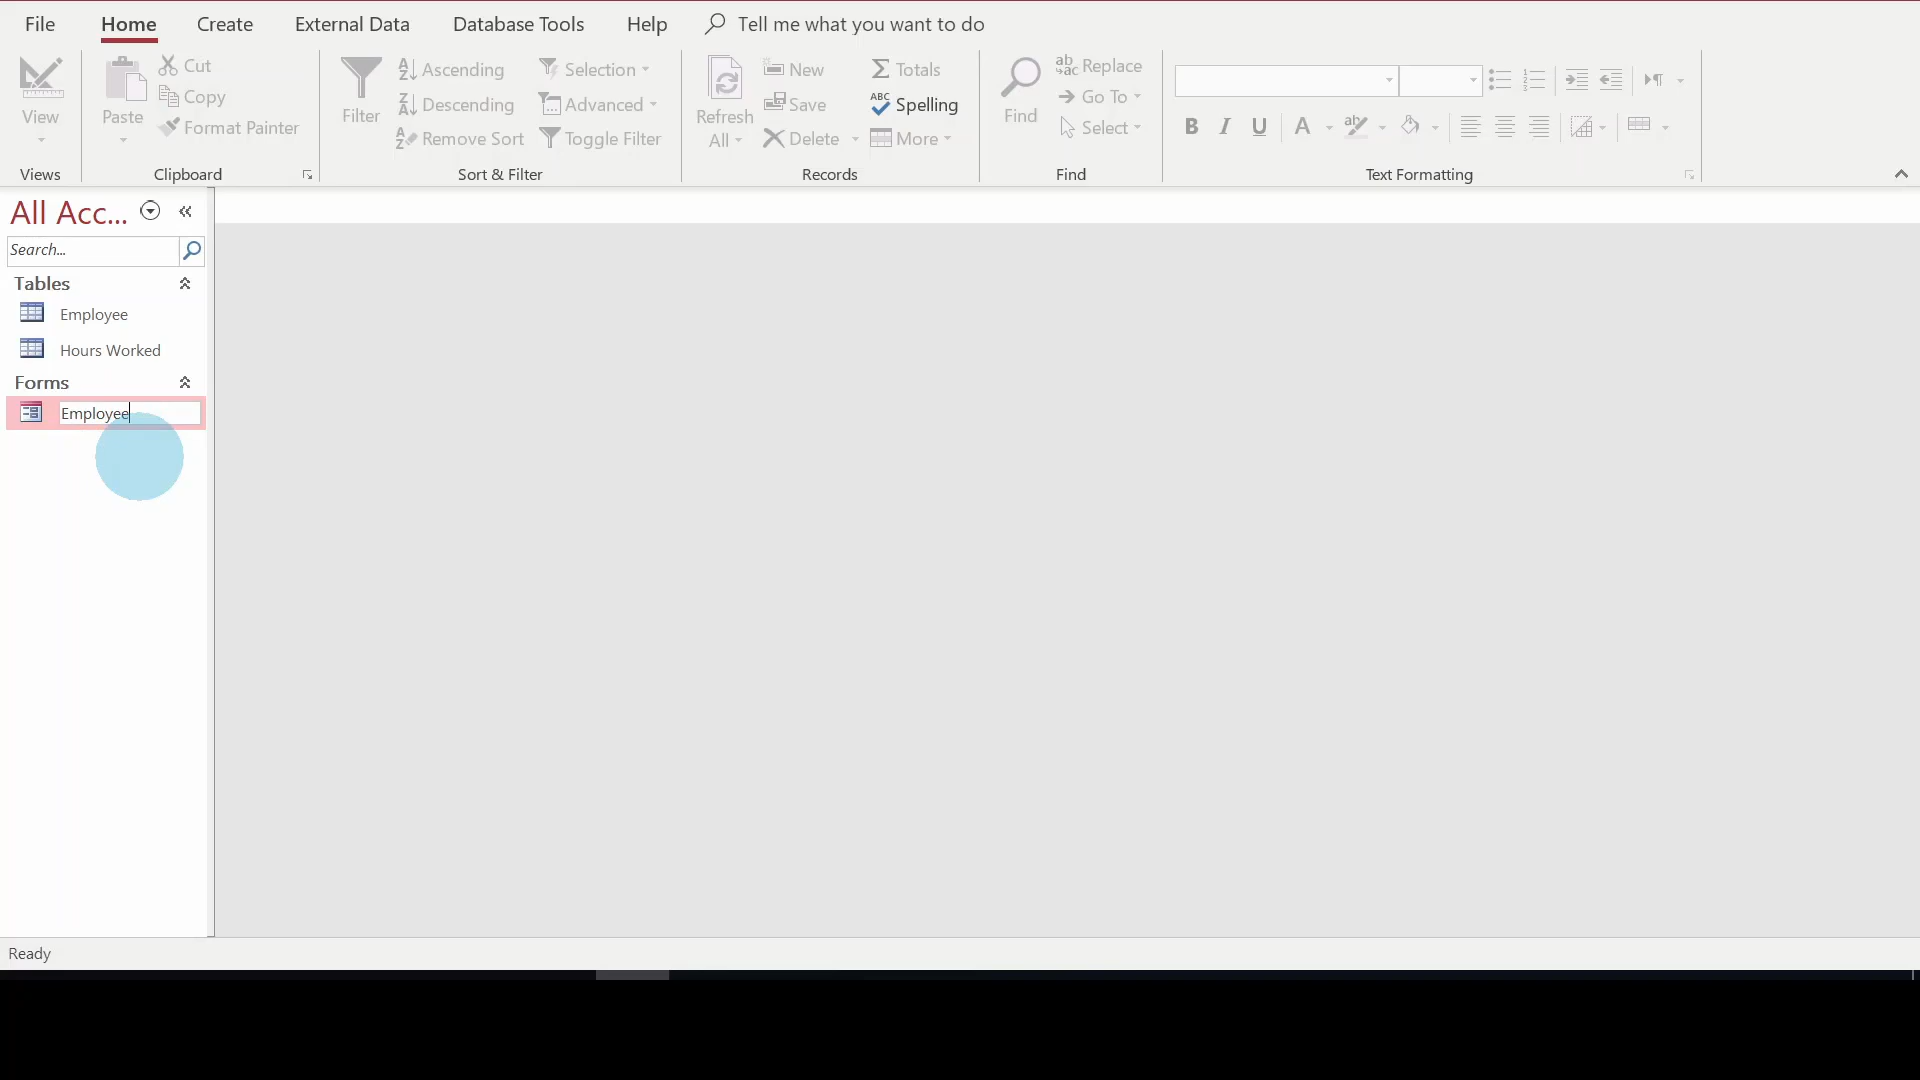 File Home Create External Data Database Tools Help Tell me what you want to do
View
Views
Paste
Cut
Copy
Format Painter
Clipboard
Filter
Ascending
Descending
Remove Sort
Selection
Advanced
Toggle Filter
Sort & Filter
Refresh
All
New
Save
Delete
Totals
Spelling
More
Records
Find
Replace
Go To
Select
Find
B I U A
Text Formatting
All Acc...
Search...
Tables
Employee
Hours Worked
Forms
Employee
Ready